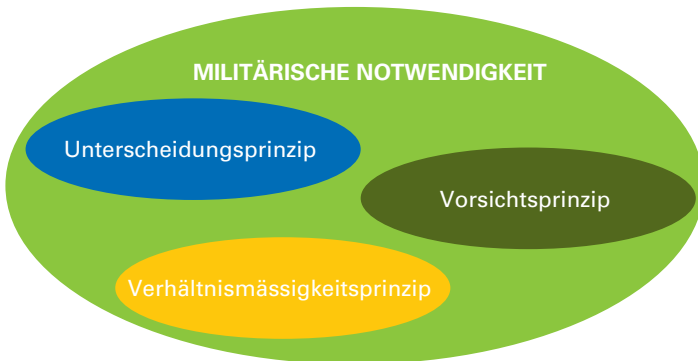 MILITÄRISCHE NOTWENDIGKEIT
Unterscheidungsprinzip
Vorsichtsprinzip
Verhältnismässigkeitsprinzip